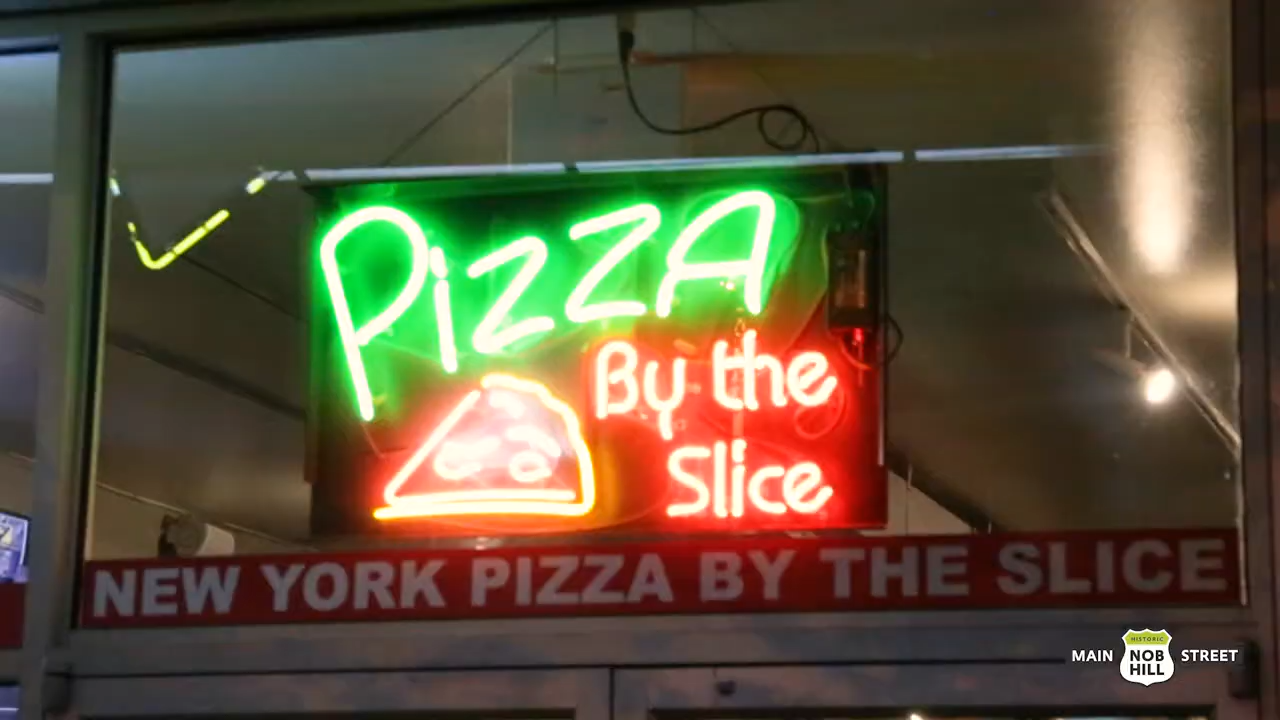 PizzA
By the
Slice
NEW YORK PIZZA BY THE SLICE
HISTORIC
MAIN NOB STREET
HILL